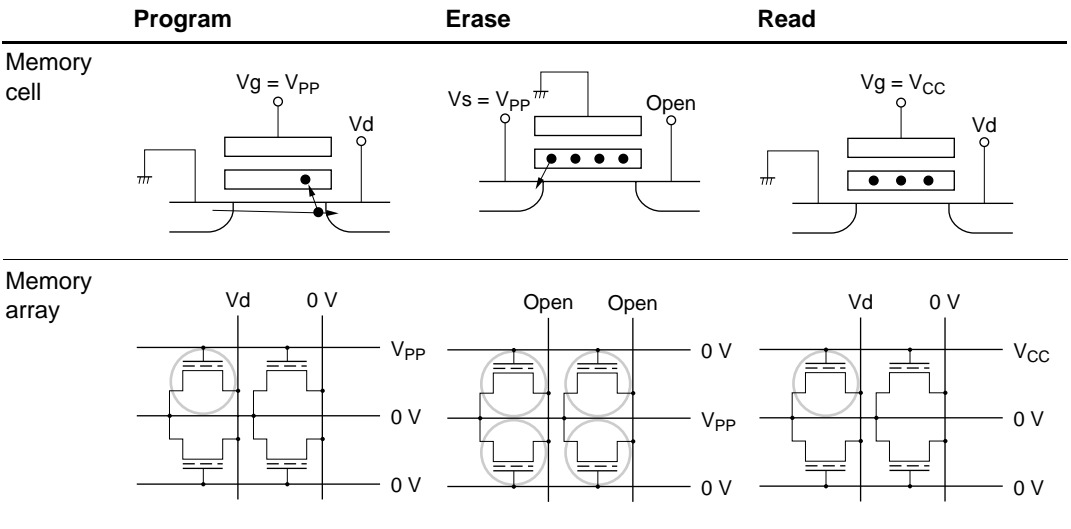 Program Erase Read
Memory
cell
Vg = VPP
Vd
Vs = VPP
Open
Vg = VCC
Vd
Memory
array
Vd 0 V
VPP
0 V
0 V
Open Open
0 V
VPP
0 V
Vd 0 V
VCC
0 V
0 V